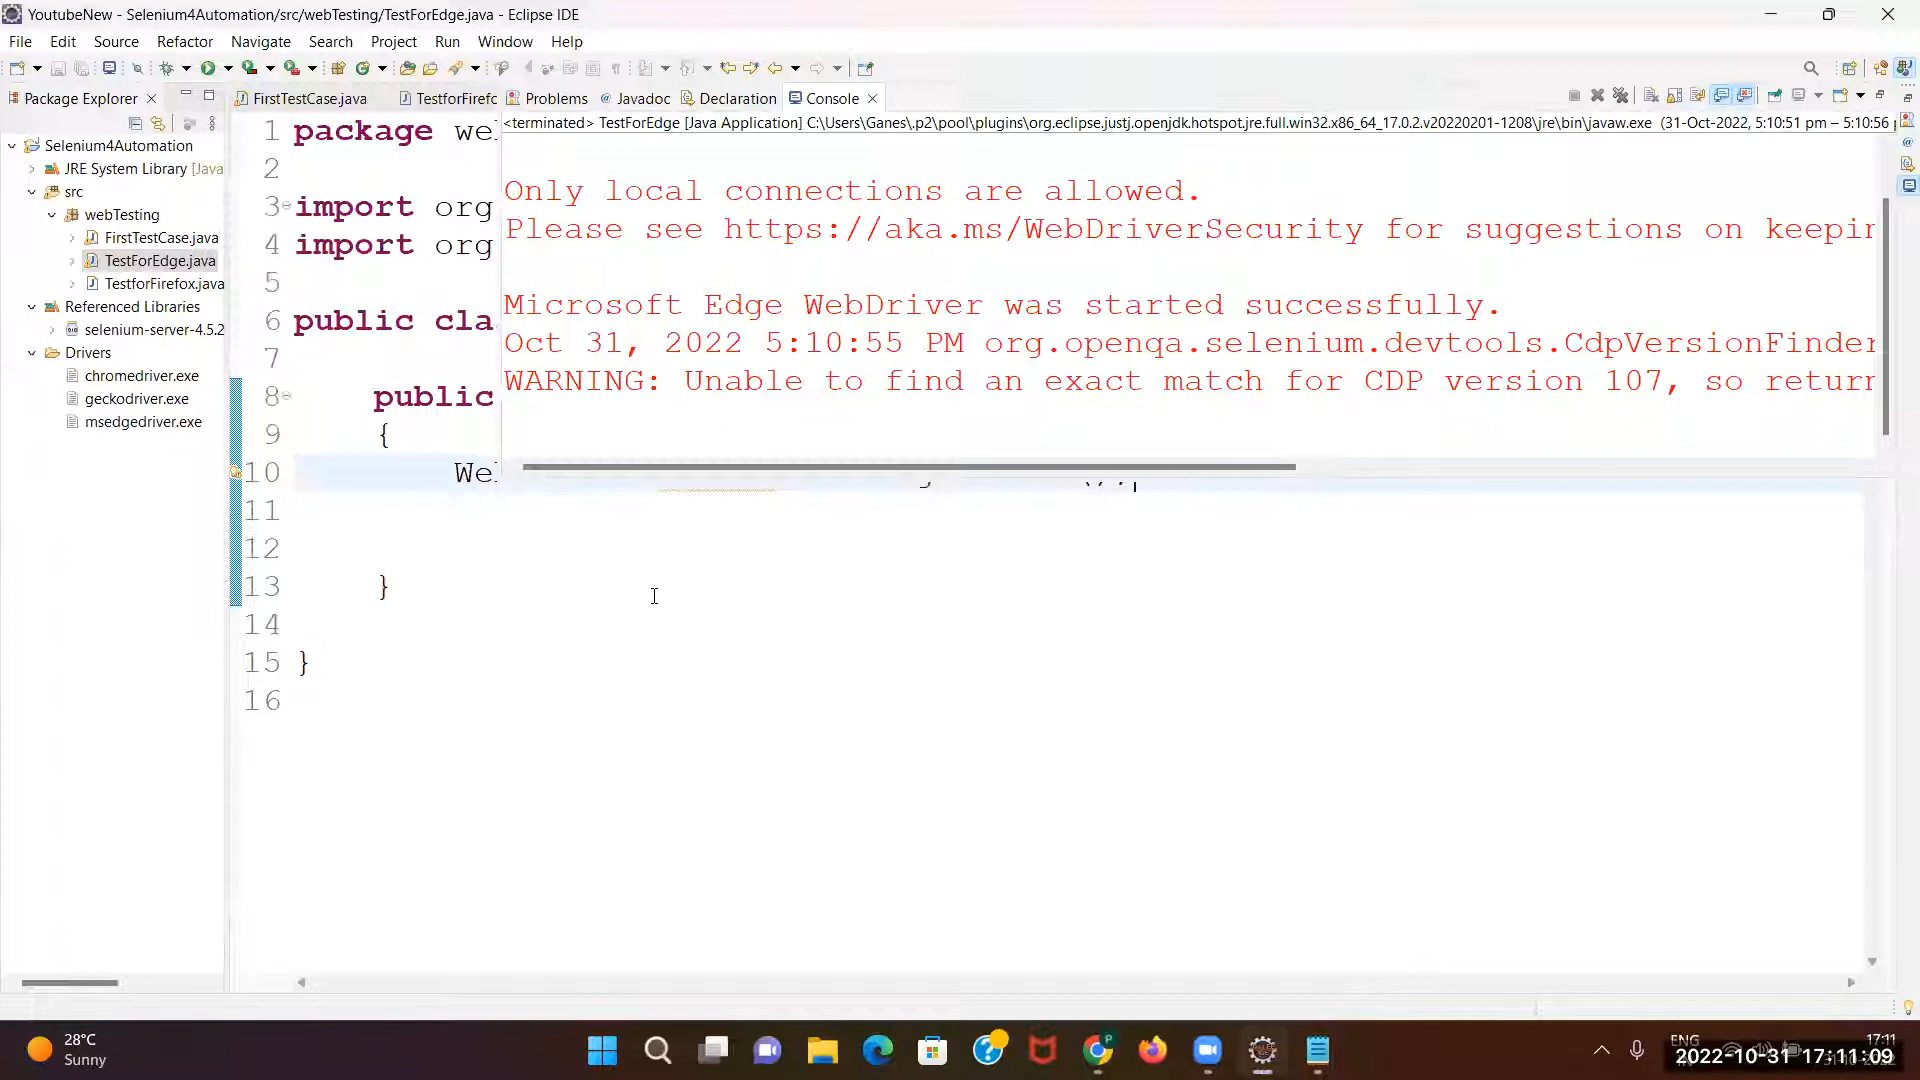 YoutubeNew - Selenium4Automation/src/webTesting/TestForEdge.java - Eclipse IDE
File Edit Source Refactor Navigate Search Project Run Window Help
Package Explorer
FirstTestCase.java
TestforFirefo
Problems
Javadoc
Declaration
Console
<terminated> TestForEdge [Java Application] C:\Users\Ganes\.p2\pool\plugins\org.eclipse.justj.openjdk.hotspot.jre.full.win32.x86_64_17.0.2.v20220201-1208\jre\bin\javaw.exe (31-Oct-2022, 5:10:51 pm – 5:10:56
Selenium4Automation
JRE System Library [Java
src
webTesting
FirstTestCase.java
TestForEdge.java
TestforFirefox.java
Referenced Libraries
selenium-server-4.5.2
Drivers
chromedriver.exe
geckodriver.exe
msedgedriver.exe
1 package we
2
3 import org
4 import org
5
6 public cla
7
8 public
9 {
10 We
11
12
13 }
14
15 }
16
Only local connections are allowed.
Please see https://aka.ms/WebDriverSecurity for suggestions on keepin
Microsoft Edge WebDriver was started successfully.
Oct 31, 2022 5:10:55 PM org.openqa.selenium.devtools.CdpVersionFinder
WARNING: Unable to find an exact match for CDP version 107, so return
28°C
Sunny
ENG
17:11
2022-10-31 17:11:09